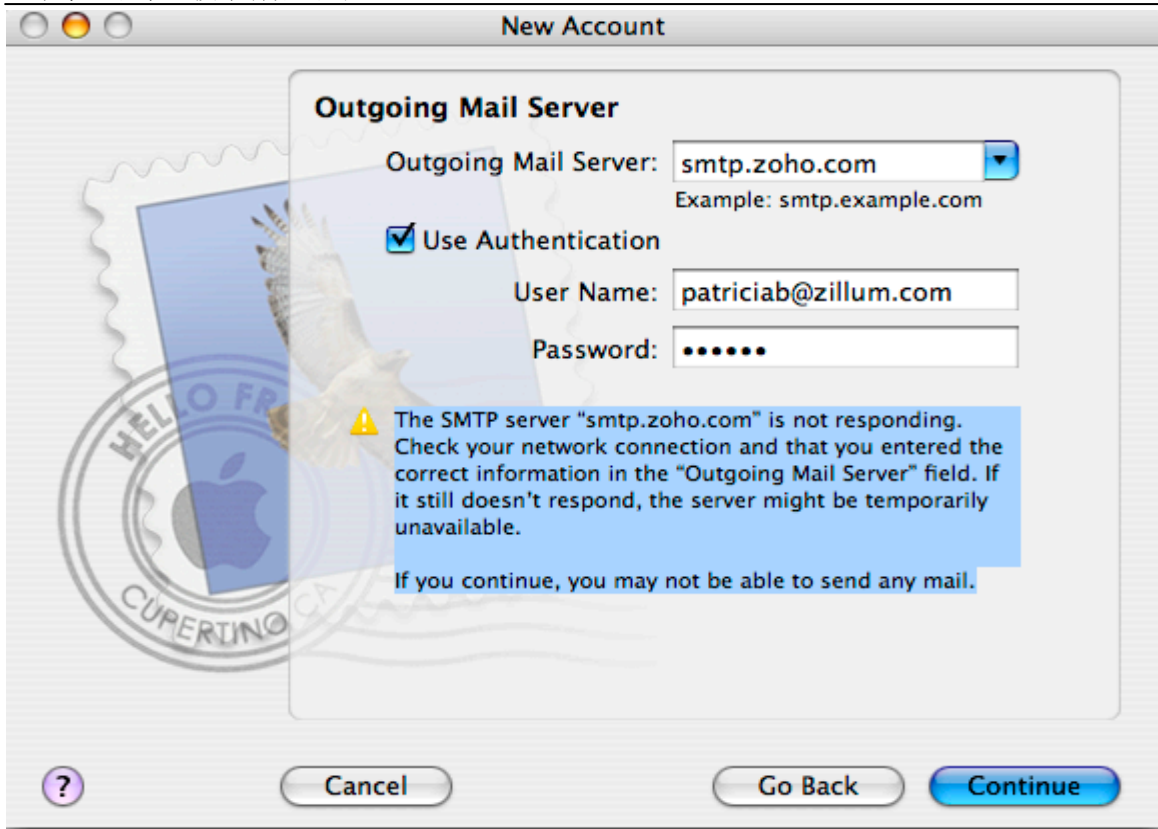 New Account
Outgoing Mail Server
Outgoing Mail Server: smtp.zoho.com
Example: smtp.example.com
Use Authentication
User Name: patriciab@zillum.com
Password: ••••••
The SMTP server “smtp.zoho.com” is not responding.
Check your network connection and that you entered the
correct information in the “Outgoing Mail Server” field. If
it still doesn't respond, the server might be temporarily
unavailable.
If you continue, you may not be able to send any mail.
HELLO FR
CUPERTINO CA
?
Cancel
Go Back
Continue